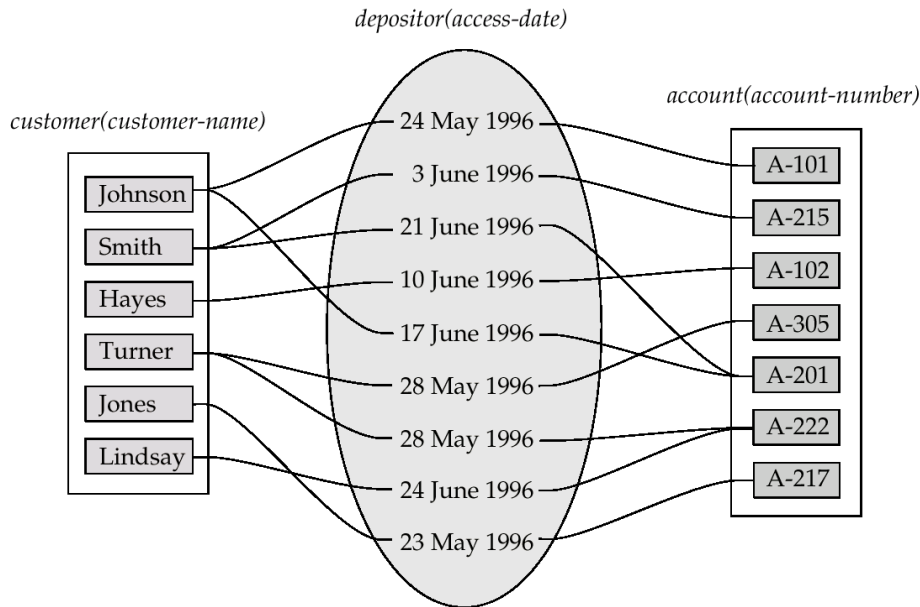 depositor(access-date)
customer(customer-name)
account(account-number)
Johnson
Smith
Hayes
Turner
Jones
Lindsay
24 May 1996
3 June 1996
21 June 1996
10 June 1996
17 June 1996
28 May 1996
28 May 1996
24 June 1996
23 May 1996
A-101
A-215
A-102
A-305
A-201
A-222
A-217